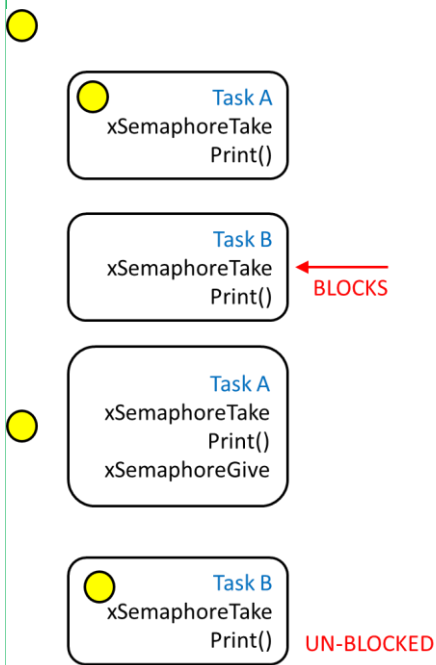 Task A
xSemaphoreTake
Print()
Task B
xSemaphoreTake
Print()
BLOCKS
Task A
xSemaphoreTake
Print()
xSemaphoreGive
Task B
xSemaphoreTake
Print()
UN-BLOCKED